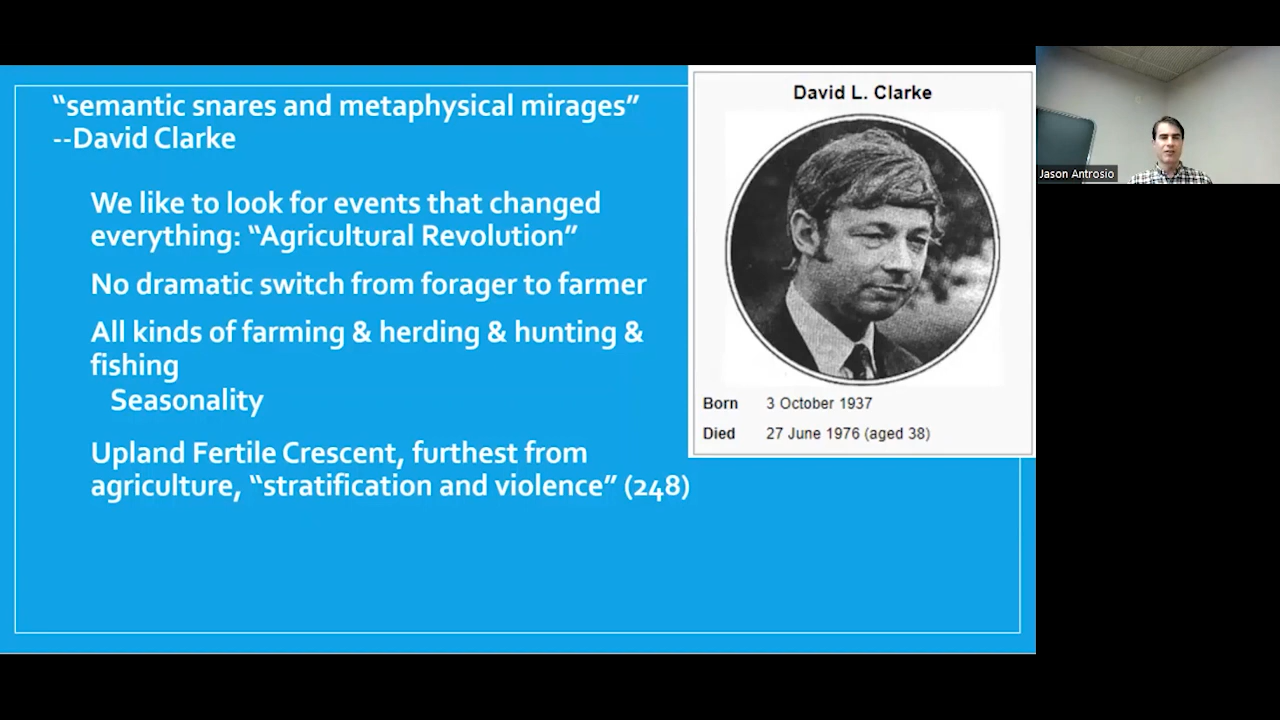 “semantic snares and metaphysical mirages”
--David Clarke
We like to look for events that changed
everything: “Agricultural Revolution”
No dramatic switch from forager to farmer
All kinds of farming & herding & hunting &
fishing
Seasonality
Upland Fertile Crescent, furthest from
agriculture, “stratification and violence” (248)
David L. Clarke
Born 3 October 1937
Died 27 June 1976 (aged 38)
Jason Antrosio